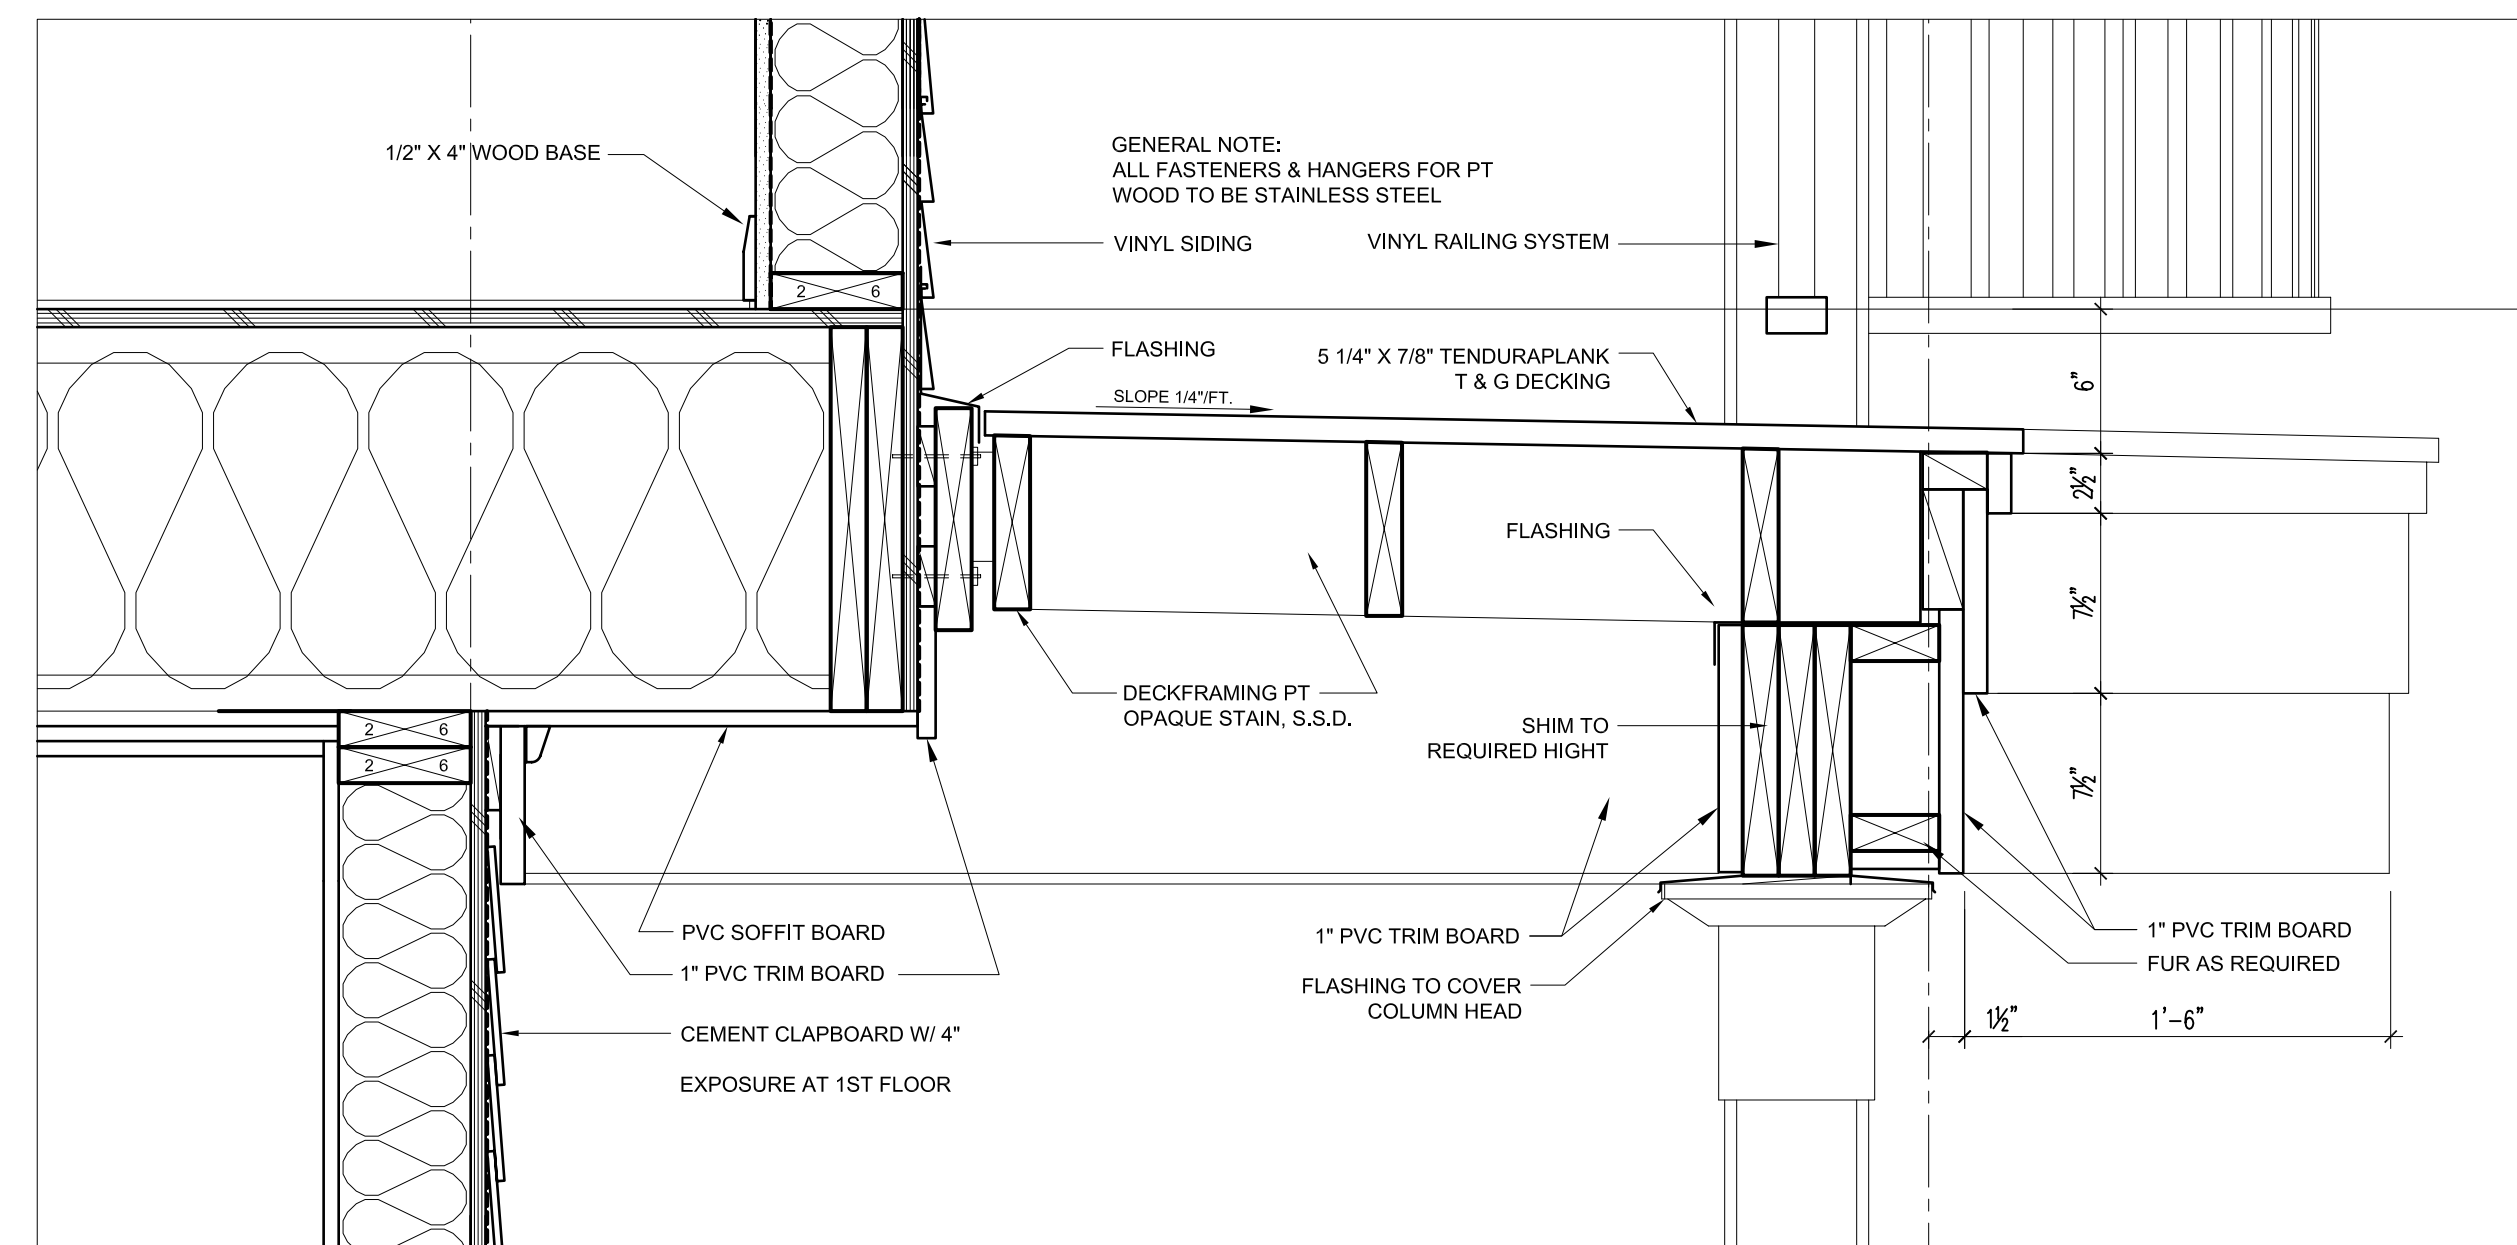 1/2" X 4" WOOD BASE
GENERAL NOTE:
ALL FASTENERS & HANGERS FOR PT
WOOD TO BE STAINLESS STEEL
VINYL SIDING
VINYL RAILING SYSTEM
2 6
FLASHING
5 1/4" X 7/8" TENDURAPLANK
T & G DECKING
SLOPE 1/4"/FT.
6"
2½"
FLASHING
7½"
DECKFRAMING PT
OPAQUE STAIN, S.S.D.
SHIM TO
REQUIRED HIGHT
2 6
2 6
7½"
PVC SOFFIT BOARD
1" PVC TRIM BOARD
1" PVC TRIM BOARD
1" PVC TRIM BOARD
FUR AS REQUIRED
FLASHING TO COVER
COLUMN HEAD
1½"
1'-6"
CEMENT CLAPBOARD W/ 4"
EXPOSURE AT 1ST FLOOR